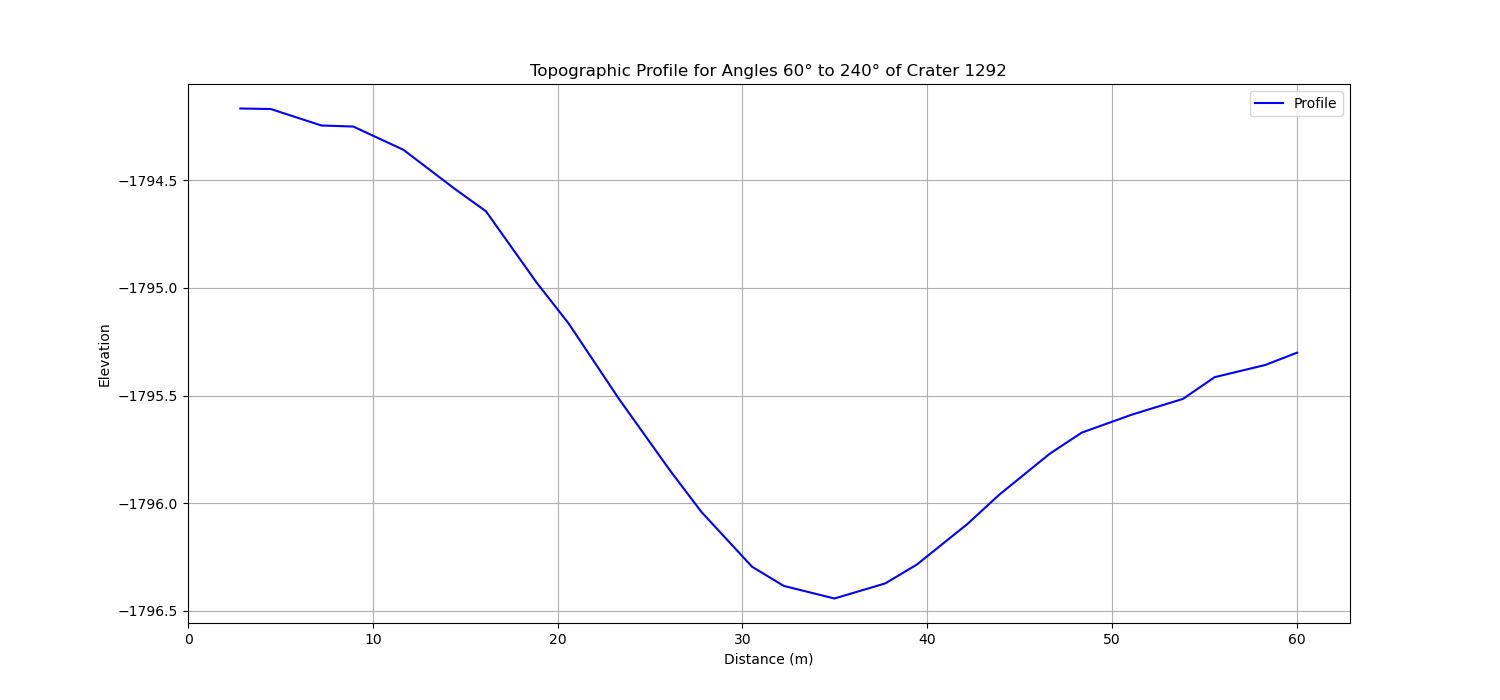 Topographic Profile for Angles 60° to 240° of Crater 1292
Profile
−1794.5
−1795.0
−1795.5
−1796.0
−1796.5
Elevation
0 10 20 30 40 50 60
Distance (m)